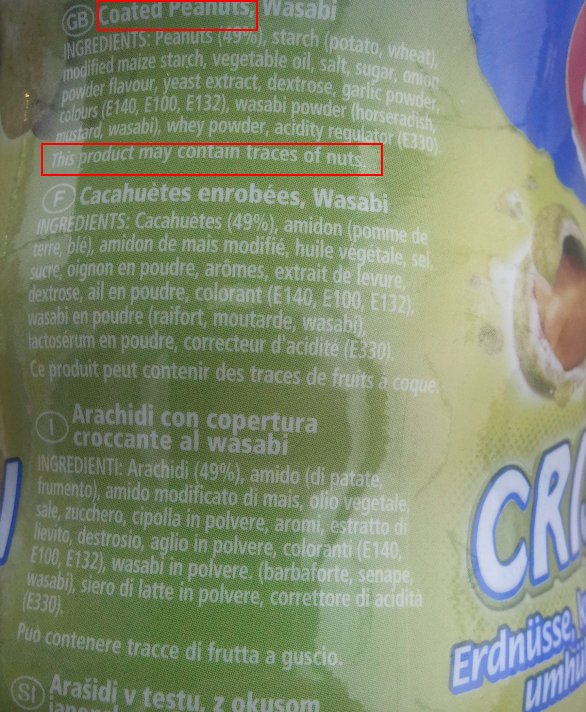 GB Coated Peanuts, Wasabi
INGREDIENTS: Peanuts (49%), starch (potato, wheat),
modified maize starch, vegetable oil, salt, sugar, onion
powder flavour, yeast extract, dextrose, garlic powder,
colours (E140, E100, E132), wasabi powder (horseradish,
mustard, wasabi), whey powder, acidity regulator (E330).
This product may contain traces of nuts.
F Cacahuètes enrobées, Wasabi
INGREDIENTS: Cacahuètes (49%), amidon (pomme de
terre, blé), amidon de mais modifié, huile végétale, sel,
sucre, oignon en poudre, arômes, extrait de levure,
dextrose, ail en poudre, colorant (E140, E100, E132),
wasabi en poudre (raifort, moutarde, wasabi),
lactosérum en poudre, correcteur d'acidité (E330).
Ce produit peut contenir des traces de fruits a coque.
I Arachidi con copertura
croccante al wasabi
INGREDIENTI: Arachidi (49%), amido (di patate,
frumento), amido modificato di mais, olio vegetale,
sale, zucchero, cipolla in polvere, aromi, estratto di
lievito, destrosio, aglio in polvere, coloranti (E140,
E100, E132), wasabi in polvere. (barbaforte, senape,
wasabi), siero di latte in polvere, correttore di acidità
(E330).
Può contenere tracce di frutta a guscio.
SI Arašidi v testu, z okusom
CRI
Erdnüsse,
umhü